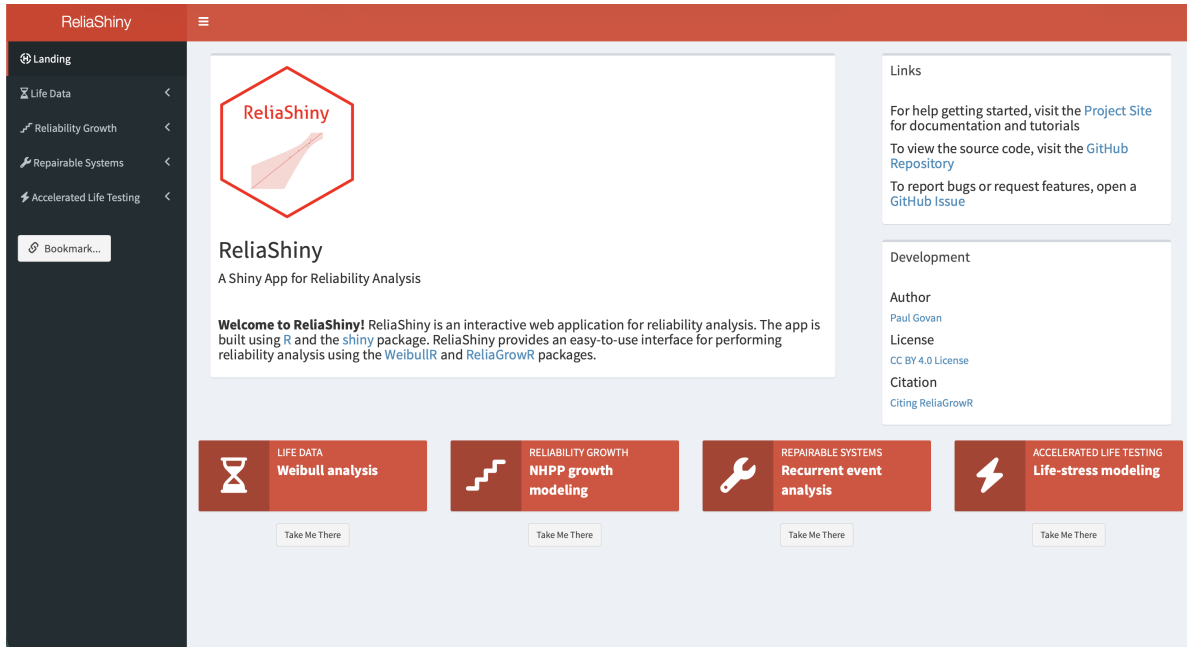 ReliaShiny
Landing
Life Data
Reliability Growth
Repairable Systems
Accelerated Life Testing
Bookmark...
ReliaShiny
ReliaShiny
A Shiny App for Reliability Analysis
Welcome to ReliaShiny! ReliaShiny is an interactive web application for reliability analysis. The app is
built using R and the shiny package. ReliaShiny provides an easy-to-use interface for performing
reliability analysis using the WeibullR and ReliaGrowR packages.
Links
For help getting started, visit the Project Site
for documentation and tutorials
To view the source code, visit the GitHub
Repository
To report bugs or request features, open a
GitHub Issue
Development
Author
Paul Govan
License
CC BY 4.0 License
Citation
Citing ReliaGrowR
LIFE DATA
Weibull analysis
Take Me There
RELIABILITY GROWTH
NHPP growth
modeling
Take Me There
REPAIRABLE SYSTEMS
Recurrent event
analysis
Take Me There
ACCELERATED LIFE TESTING
Life-stress modeling
Take Me There